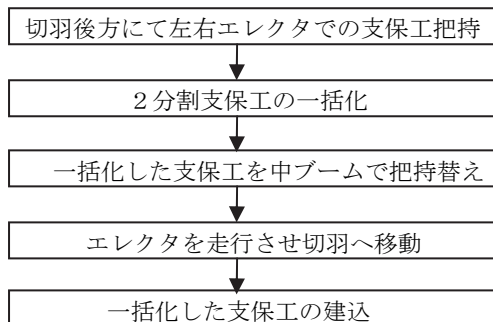 切羽後方にて左右エレクタでの支保工把持
２分割支保工の一括化
一括化した支保工を中ブームで把持替え
エレクタを走行させ切羽へ移動
一括化した支保工の建込